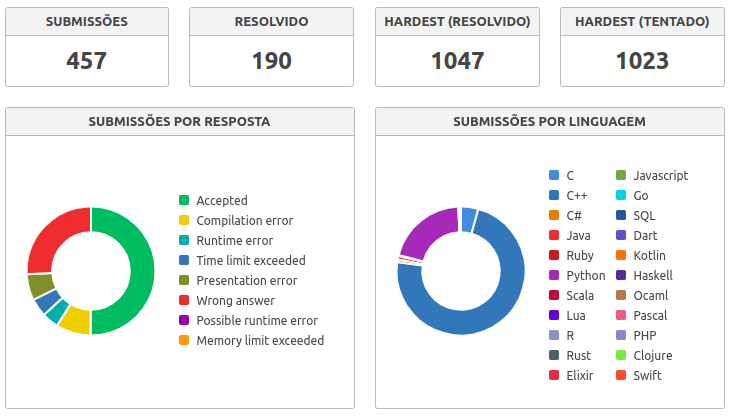 SUBMISSÕES
457
RESOLVIDO
190
HARDEST (RESOLVIDO)
1047
HARDEST (TENTADO)
1023
SUBMISSÕES POR RESPOSTA
Accepted
Compilation error
Runtime error
Time limit exceeded
Presentation error
Wrong answer
Possible runtime error
Memory limit exceeded
SUBMISSÕES POR LINGUAGEM
C
C++
C#
Java
Ruby
Python
Scala
Lua
R
Rust
Elixir
Javascript
Go
SQL
Dart
Kotlin
Haskell
Ocaml
Pascal
PHP
Clojure
Swift